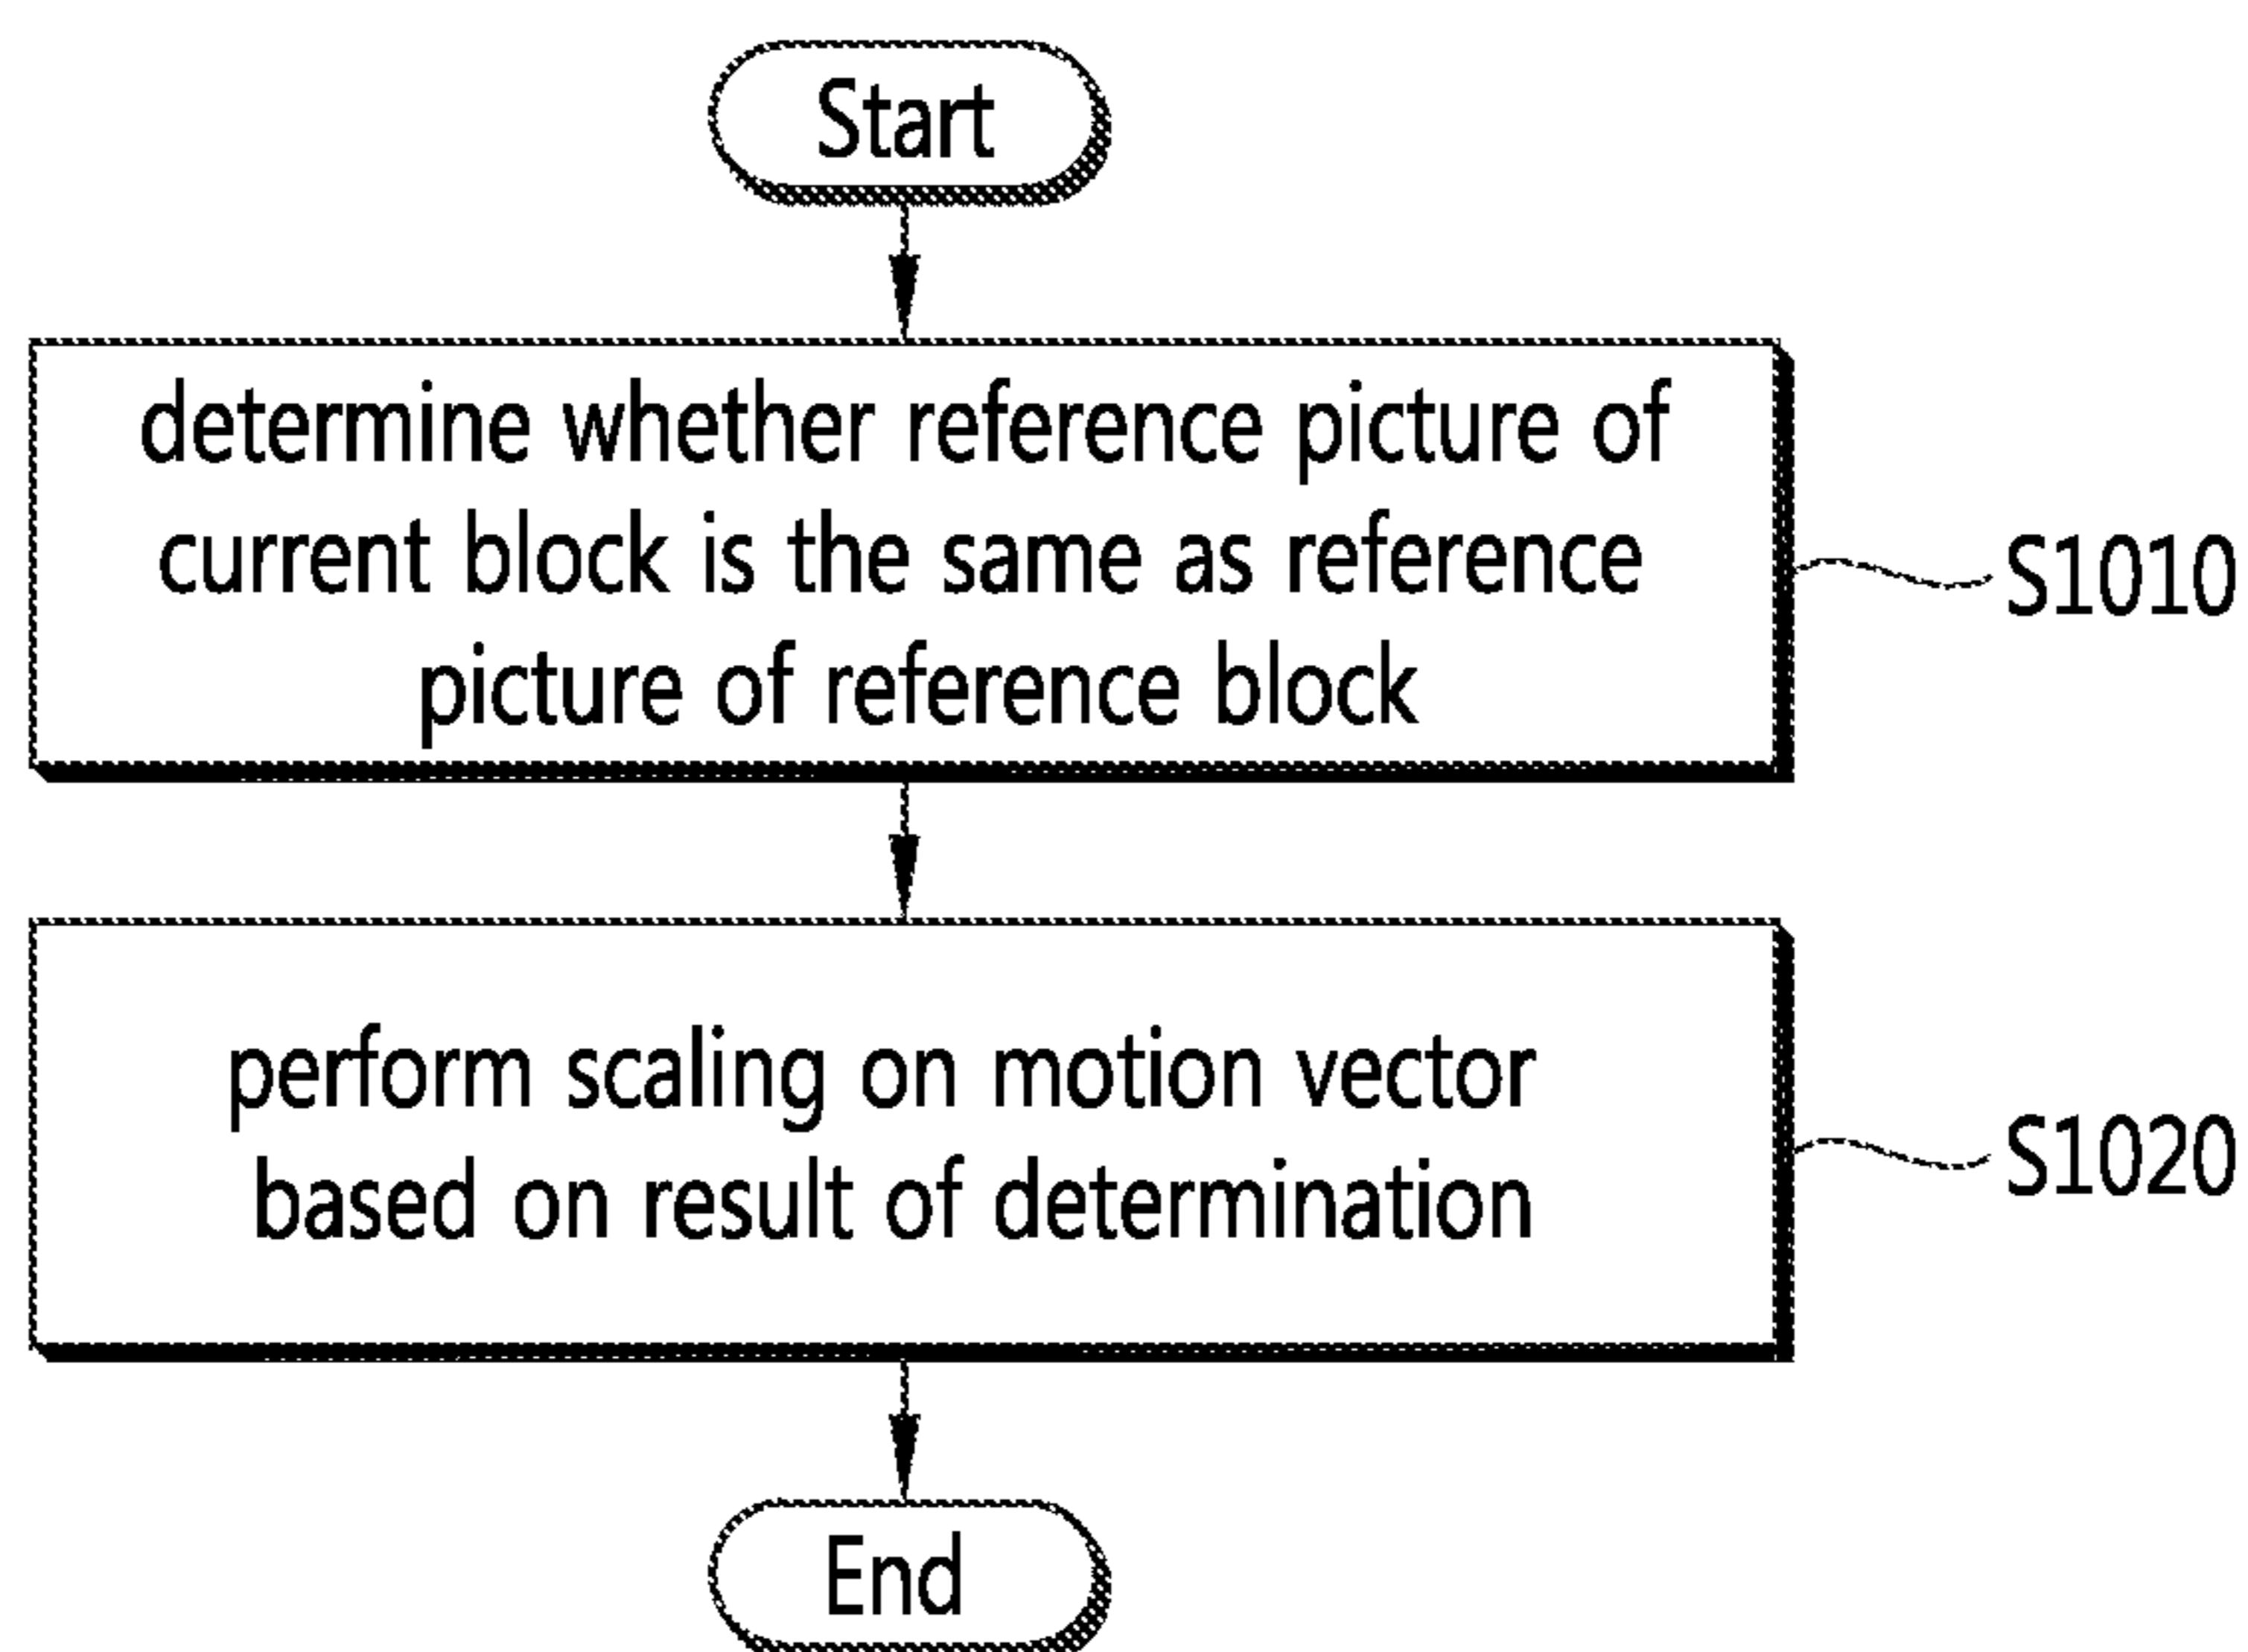 Start
determine whether reference picture of
current block is the same as reference
picture of reference block
S1010
perform scaling on motion vector
based on result of determination
S1020
End